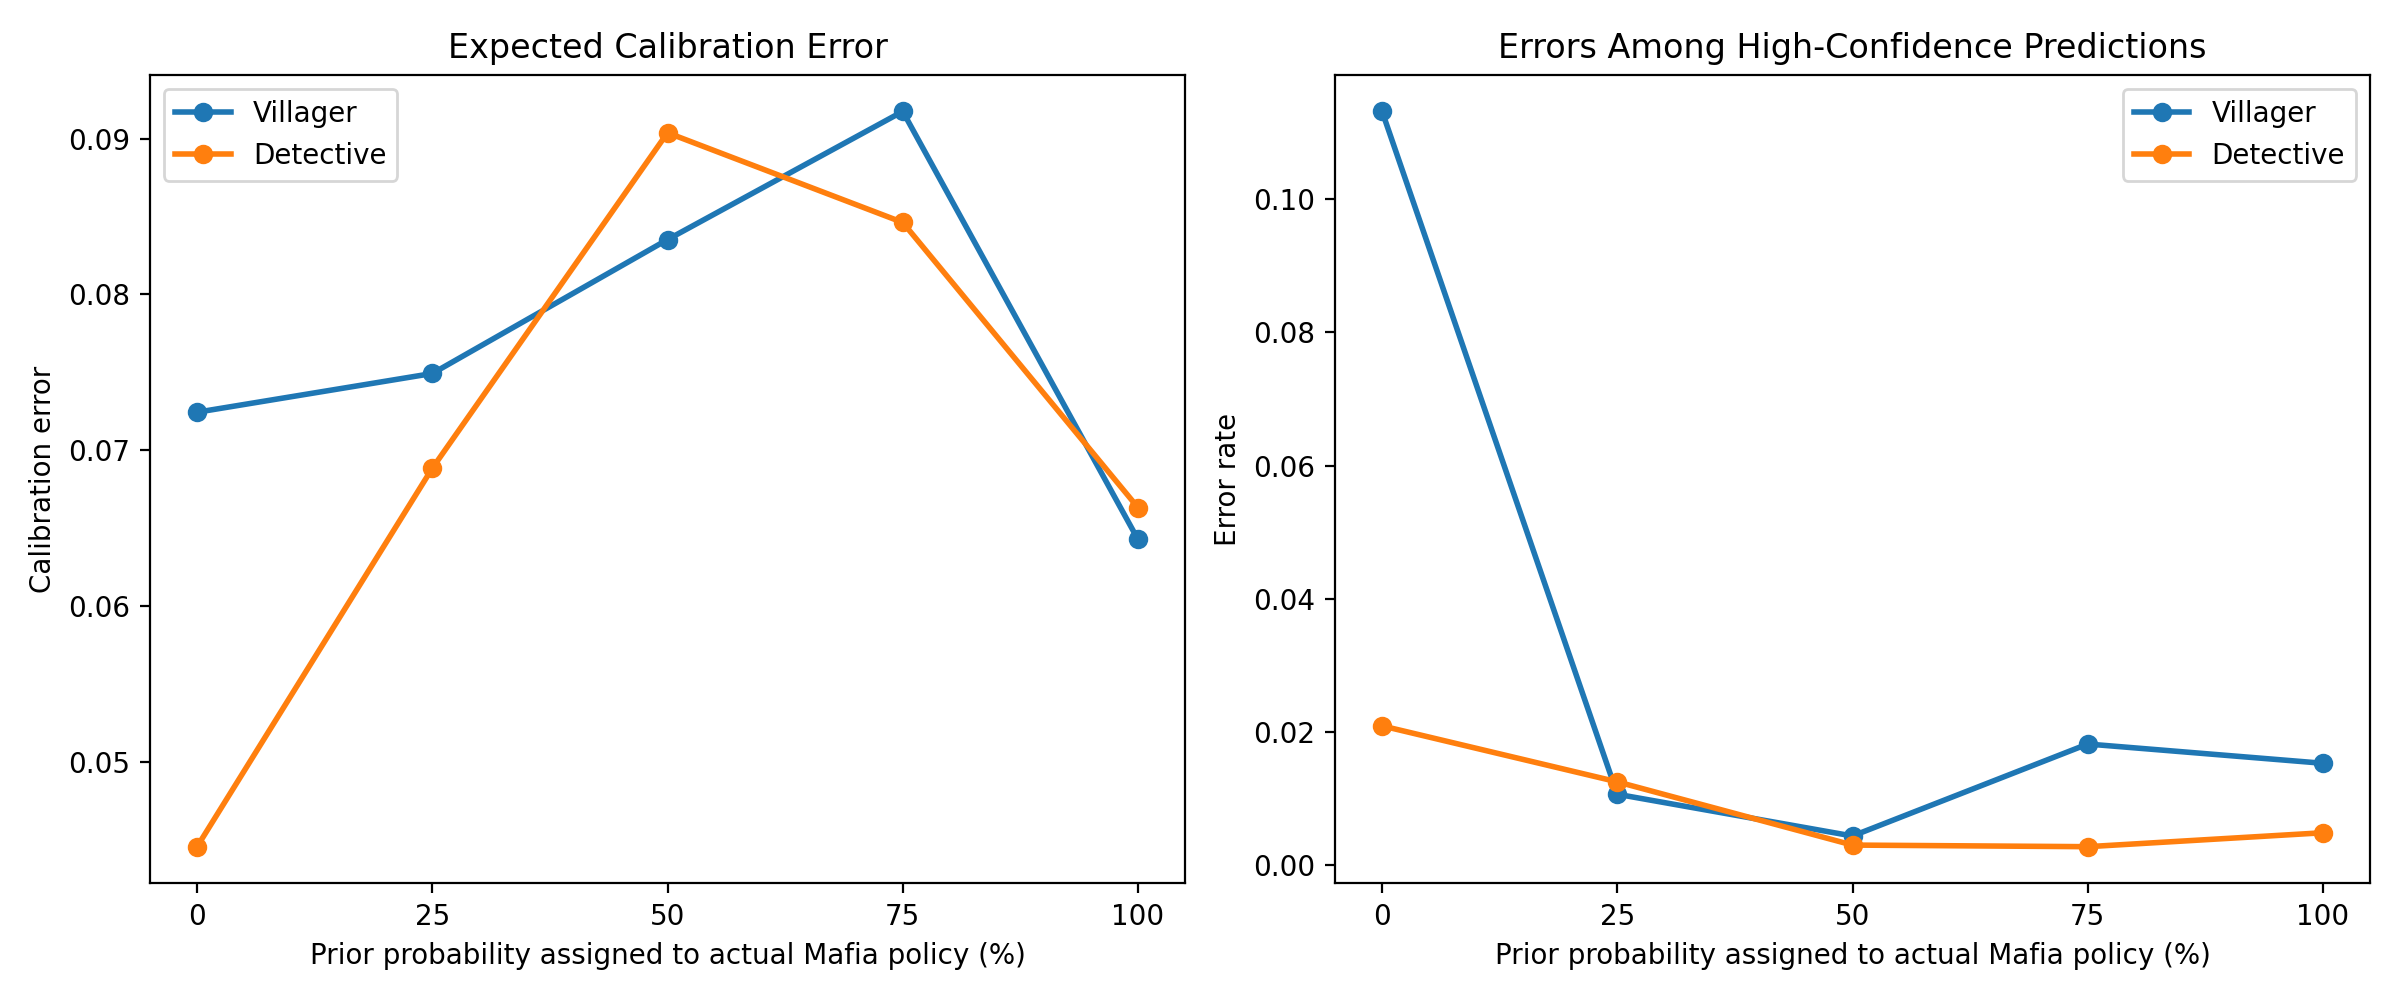 Expected Calibration Error
Villager
Detective
0.09
0.08
0.07
0.06
0.05
Calibration error
0 25 50 75 100
Prior probability assigned to actual Mafia policy (%)
Errors Among High-Confidence Predictions
Villager
Detective
0.10
0.08
0.06
0.04
0.02
0.00
Error rate
0 25 50 75 100
Prior probability assigned to actual Mafia policy (%)